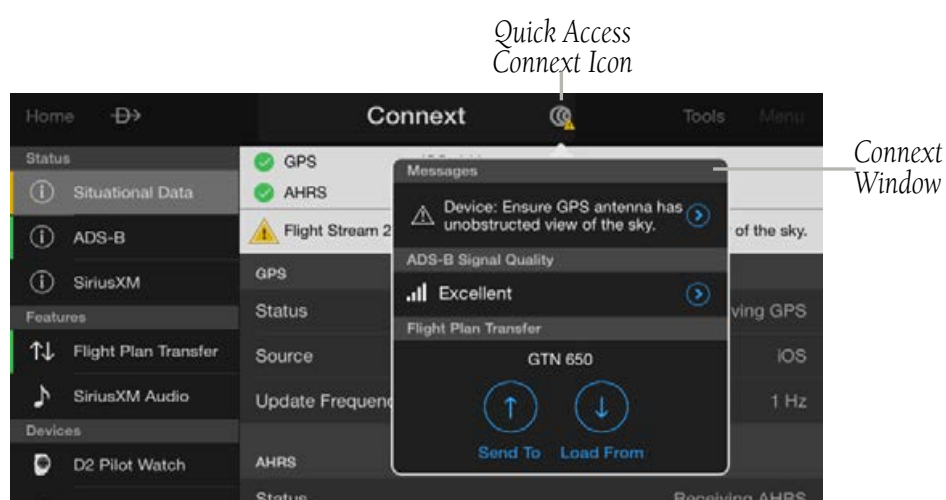 Quick Access
Connext Icon
Home
Connext
Tools
Menu
Connext
Window
Status
Situational Data
ADS-B
SiriusXM
Features
Flight Plan Transfer
SiriusXM Audio
Devices
D2 Pilot Watch
GPS
AHRS
Flight Stream 2
of the sky.
GPS
Status
ving GPS
Source
iOS
Update Frequenc
1 Hz
AHRS
Status
Receiving AHRS
Messages
Device: Ensure GPS antenna has
unobstructed view of the sky.
ADS-B Signal Quality
Excellent
Flight Plan Transfer
GTN 650
Send To
Load From